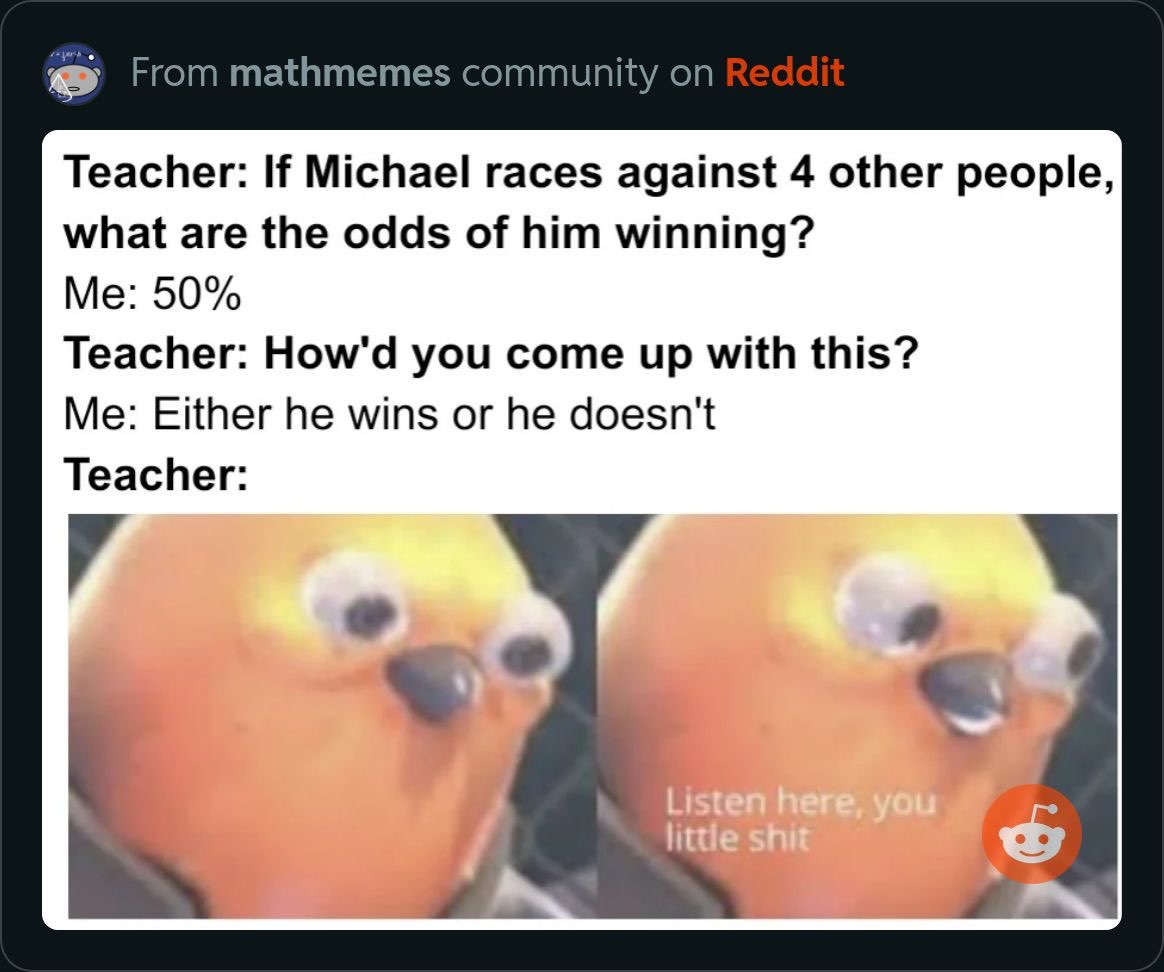 From mathmemes community on Reddit
Teacher: If Michael races against 4 other people,
what are the odds of him winning?
Me: 50%
Teacher: How'd you come up with this?
Me: Either he wins or he doesn't
Teacher:
Listen here, you
little shit